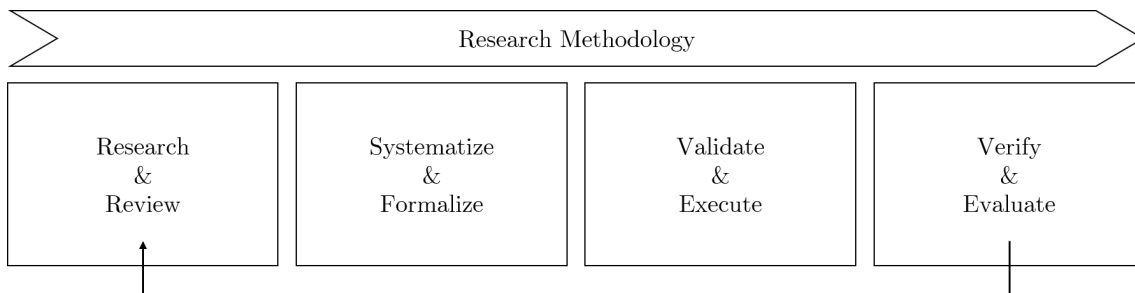 Research Methodology
Research
&
Review
Systematize
&
Formalize
Validate
&
Execute
Verify
&
Evaluate